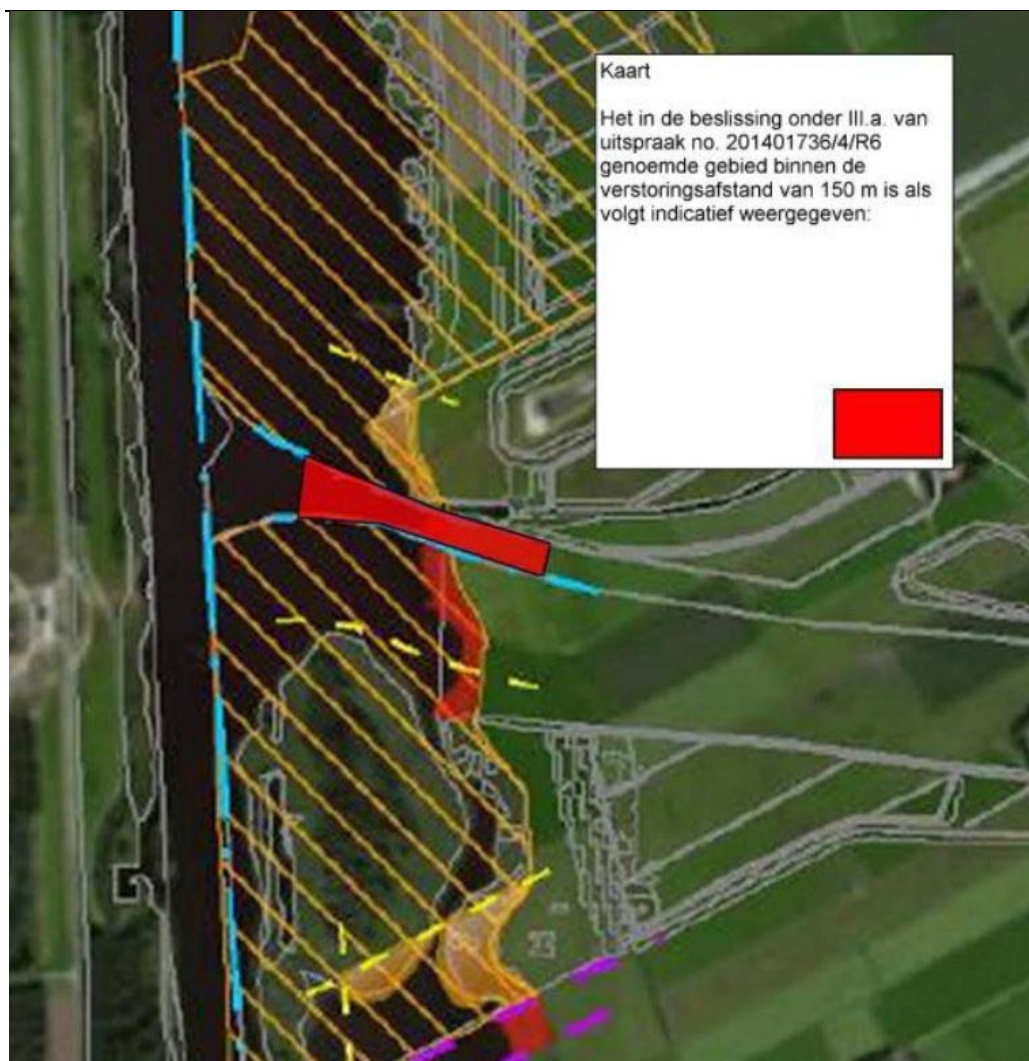 Kaart
Het in de beslissing onder III.a. van
uitspraak no. 201401736/4/R6
genoemde gebied binnen de
verstoringsafstand van 150 m is als
volgt indicatief weergegeven: